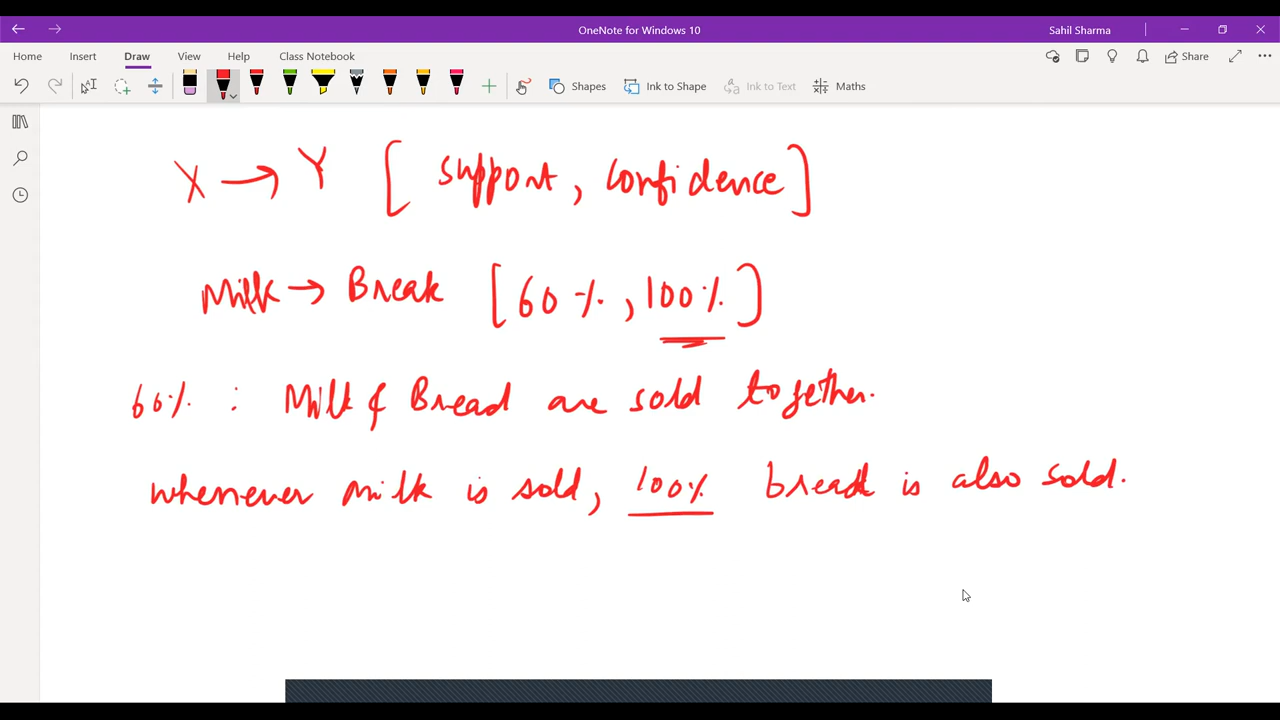 OneNote for Windows 10
Sahil Sharma
Home Insert Draw View Help Class Notebook
Share
Shapes Ink to Shape Ink to Text Maths
X → Y [ support, confidence ]
Milk → Break [ 60 %, 100 % ]
60% : Milk & Bread are sold together.
whenever milk is sold, 100% bread is also sold.